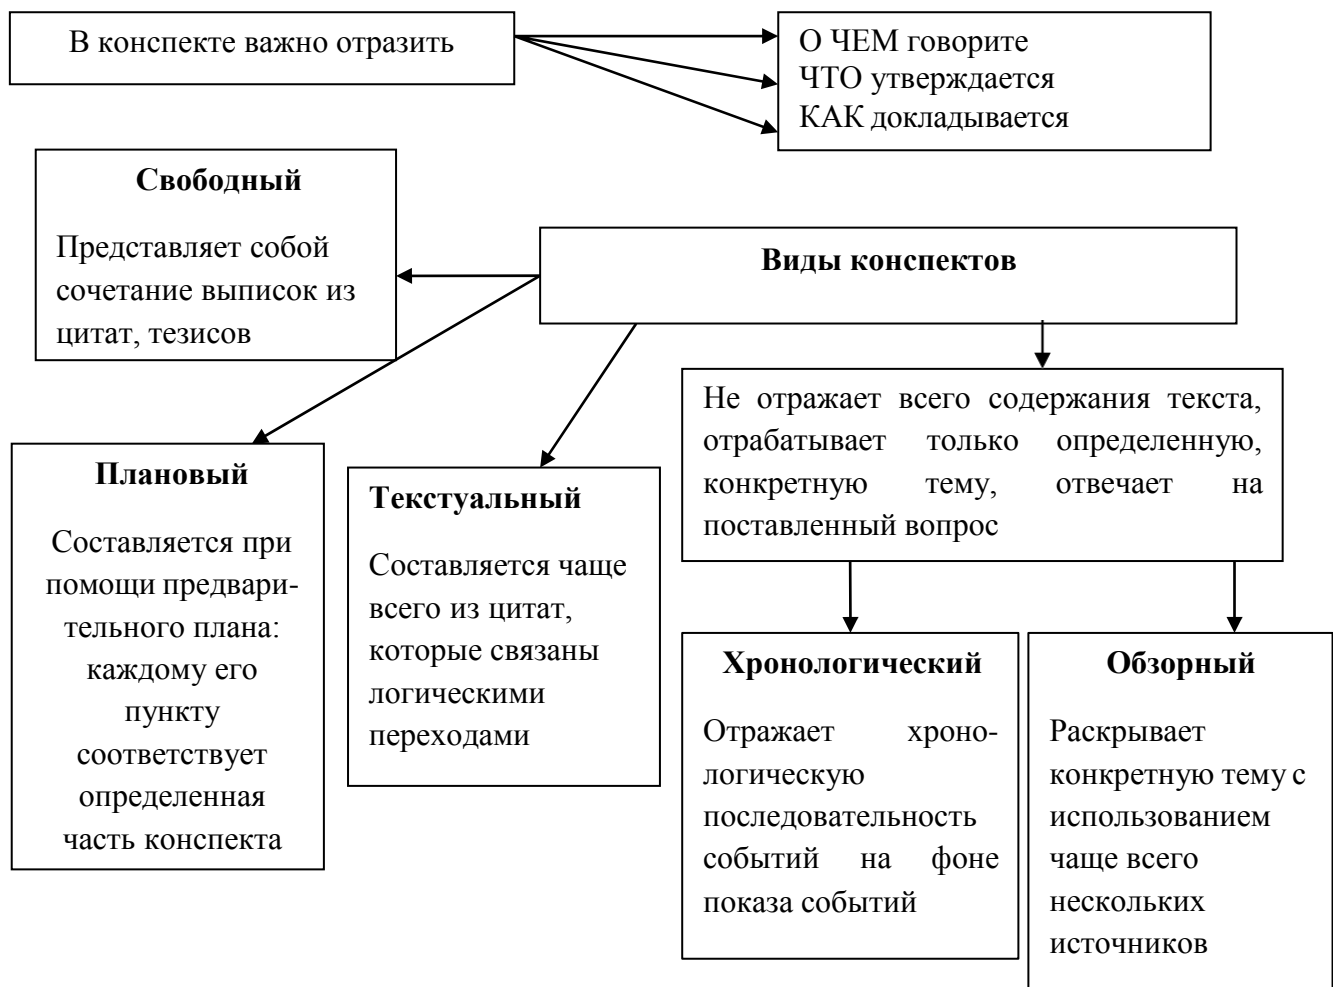 В конспекте важно отразить
О ЧЕМ говорите
ЧТО утверждается
КАК докладывается
Свободный
Представляет собой
сочетание выписок из
цитат, тезисов
Виды конспектов
Плановый
Составляется при
помощи предвари-
тельного плана:
каждому его
пункту
соответствует
определенная
часть конспекта
Текстуальный
Составляется чаще
всего из цитат,
которые связаны
логическими
переходами
Не отражает всего содержания текста,
отрабатывает только определенную,
конкретную тему, отвечает на
поставленный вопрос
Хронологический
Отражает хроно-
логическую
последовательность
событий на фоне
показа событий
Обзорный
Раскрывает
конкретную тему с
использованием
чаще всего
нескольких
источников